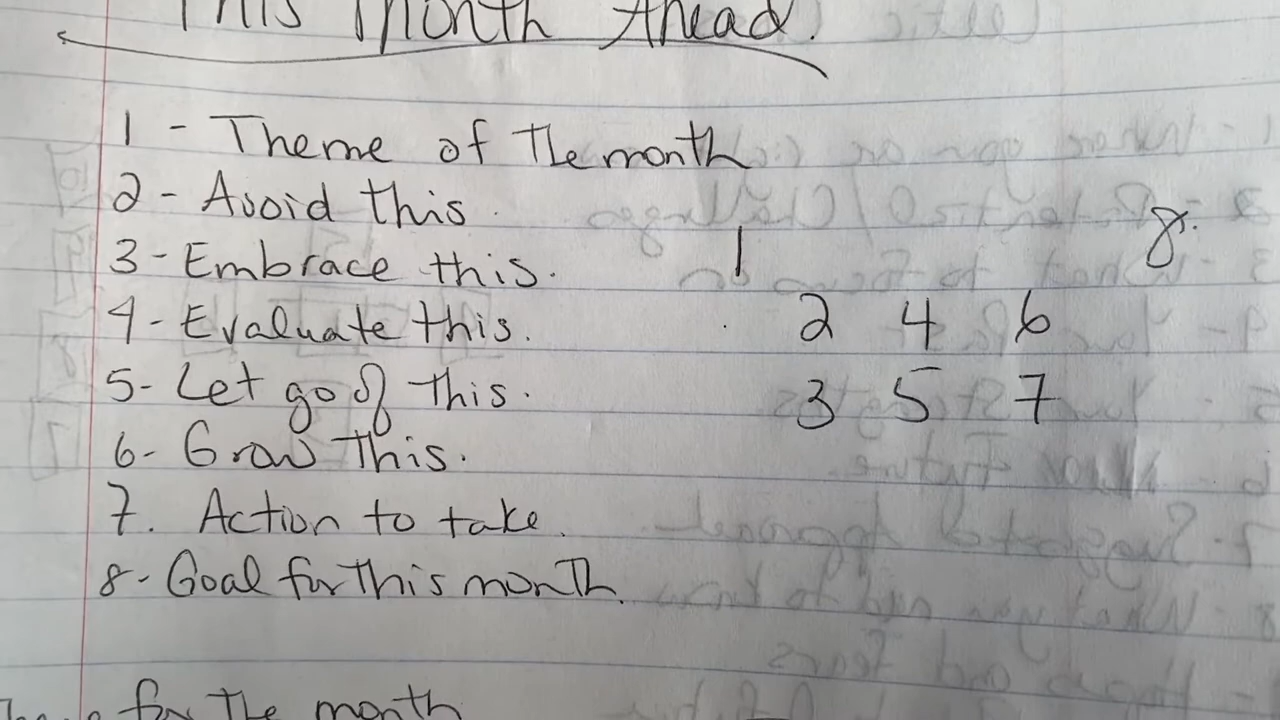 This Month Ahead.
1 - Theme of The month
2 - Avoid this.
3 - Embrace this.
4 - Evaluate this.
5 - Let go of this.
6 - Grow This.
7. Action to take.
8 - Goal for This month.
1 8.
2 4 6
3 5 7
for The month